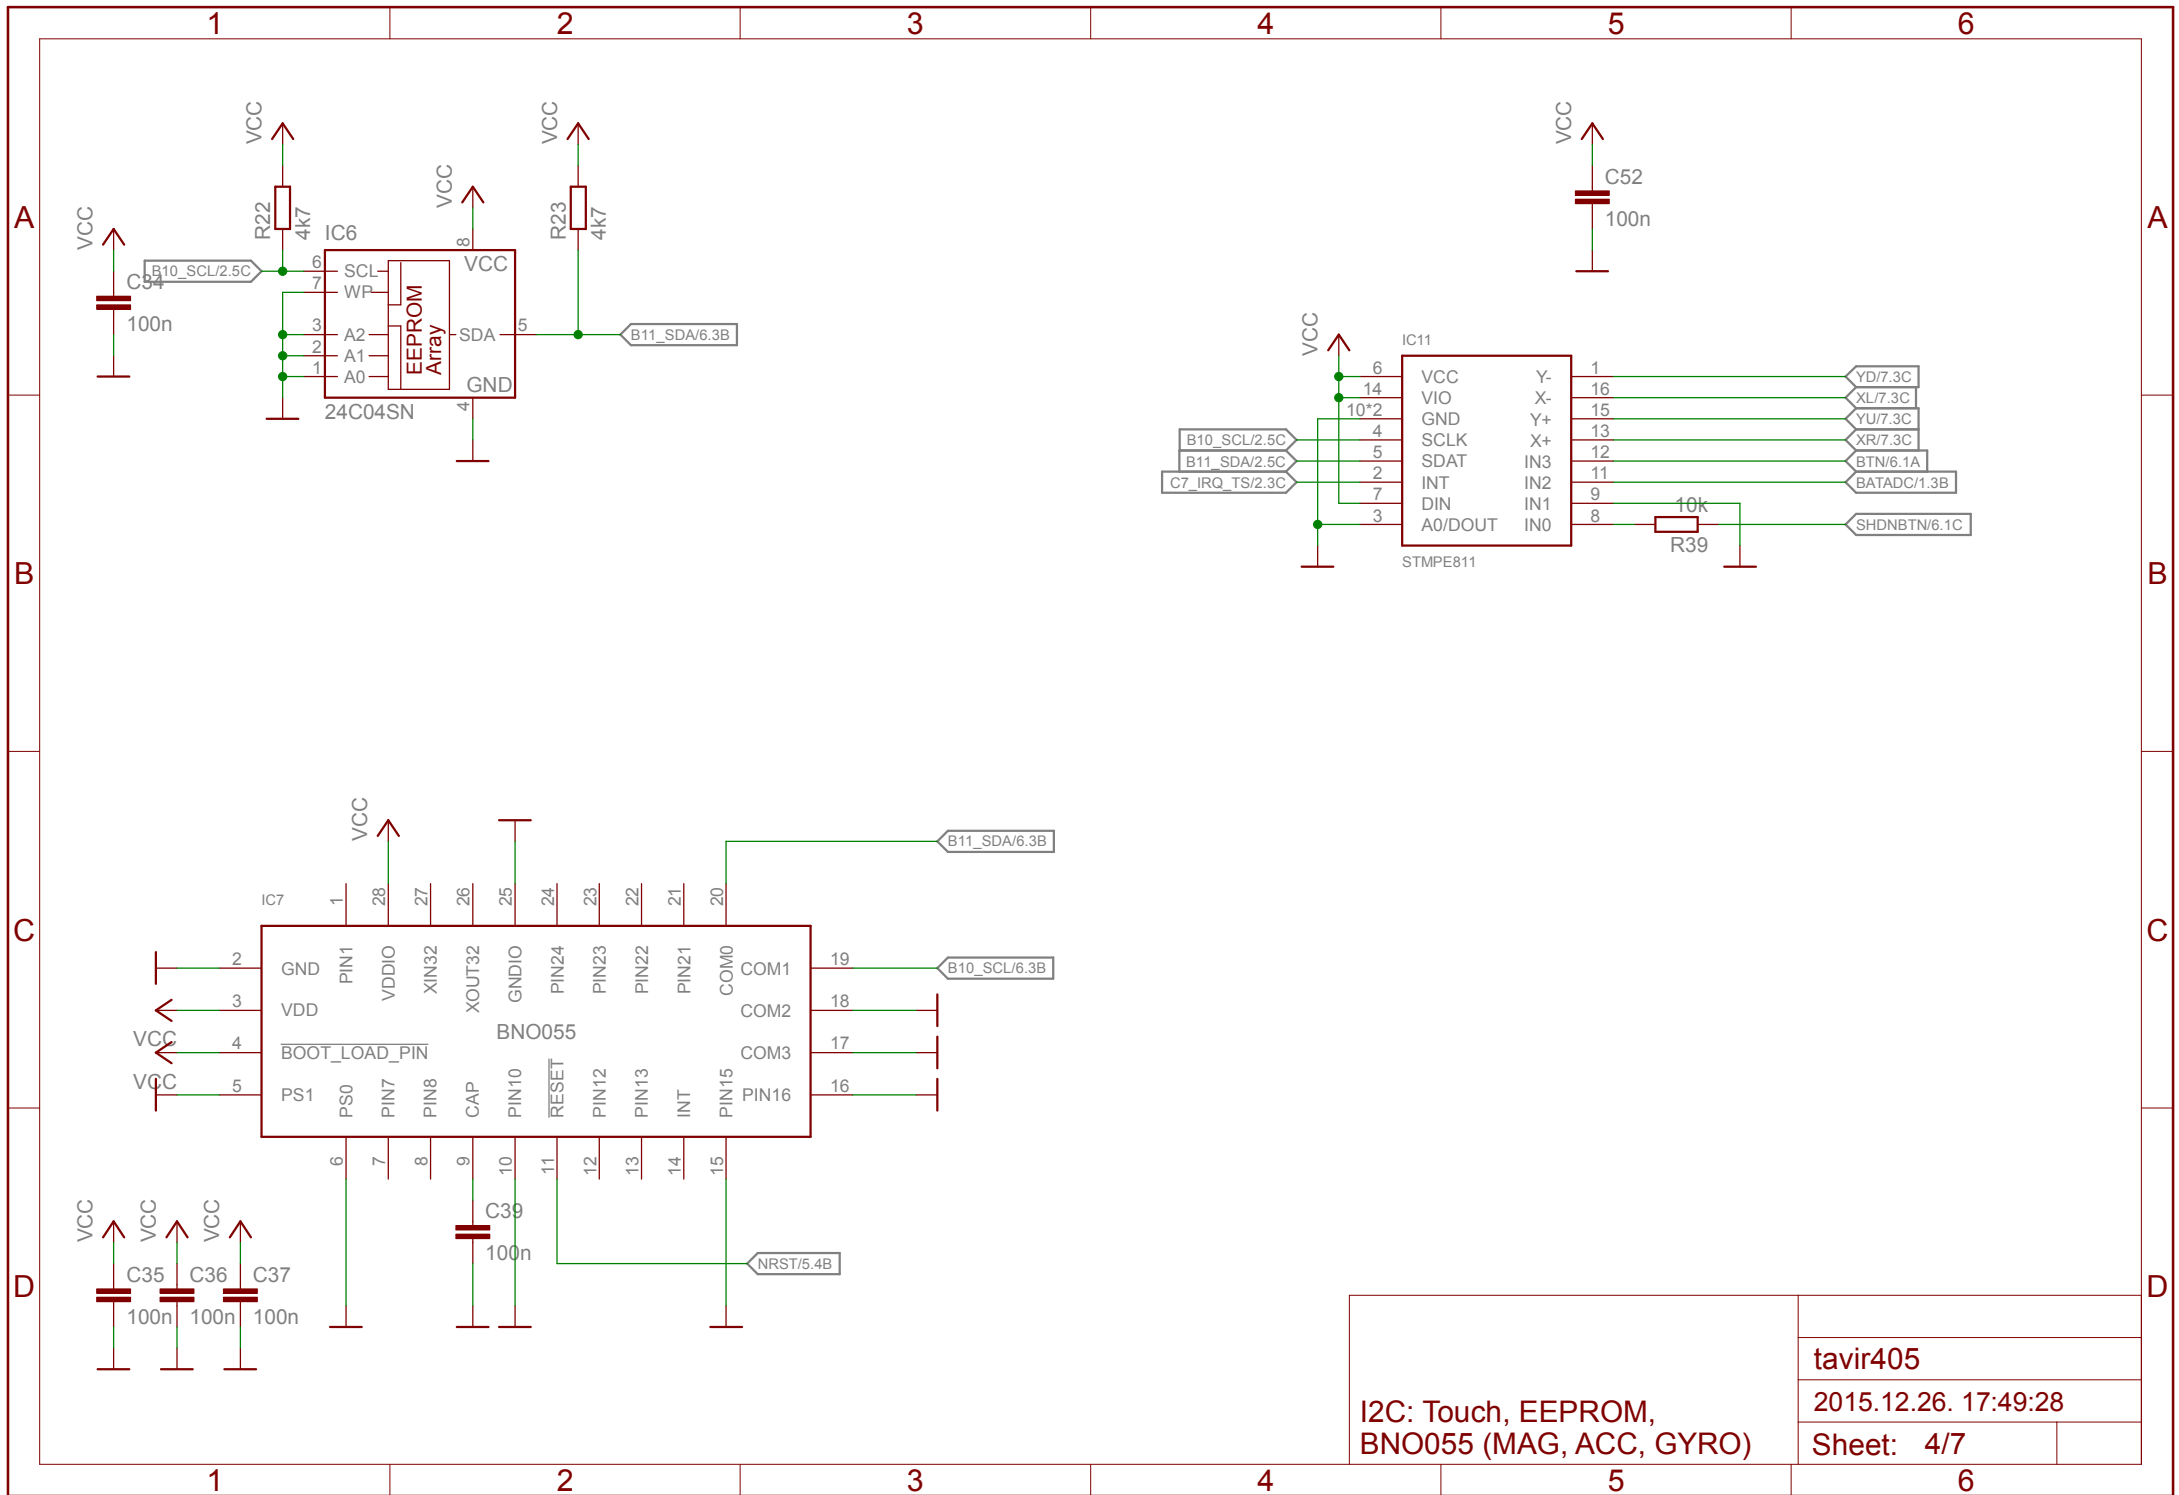 1 2 3 4 5 6
A A
B B
C C
D D
1 2 3 4 5 6
VCC
C34
100n
B10_SCL/2.5C
VCC
R22
4k7
IC6
VCC
8
VCC
R23
4k7
6 SCL
7 WP
3 A2
2 A1
1 A0
EEPROM
Array
VCC
SDA 5
GND
4
24C04SN
B11_SDA/6.3B
VCC
C52
100n
VCC
IC11
6 VCC Y- 1 YD/7.3C
14 VIO X- 16 XL/7.3C
10*2 GND Y+ 15 YU/7.3C
B10_SCL/2.5C 4 SCLK X+ 13 XR/7.3C
B11_SDA/2.5C 5 SDAT IN3 12 BTN/6.1A
C7_IRQ_TS/2.3C 2 INT IN2 11 BATADC/1.3B
7 DIN IN1 9
3 A0/DOUT IN0 8 10k SHDNBTN/6.1C
R39
STMPE811
VCC
B11_SDA/6.3B
IC7
1 28 27 26 25 24 23 22 21 20
PIN1 VDDIO XIN32 XOUT32 GNDIO PIN24 PIN23 PIN22 PIN21 COM0
2 GND COM1 19 B10_SCL/6.3B
3 VDD COM2 18
VCC 4 BOOT_LOAD_PIN COM3 17
VCC 5 PS1 PIN16 16
BNO055
PS0 PIN7 PIN8 CAP PIN10 RESET PIN12 PIN13 INT PIN15
6 7 8 9 10 11 12 13 14 15
C39
100n
NRST/5.4B
VCC VCC VCC
C35 C36 C37
100n 100n 100n
I2C: Touch, EEPROM,
BNO055 (MAG, ACC, GYRO)
tavir405
2015.12.26. 17:49:28
Sheet: 4/7